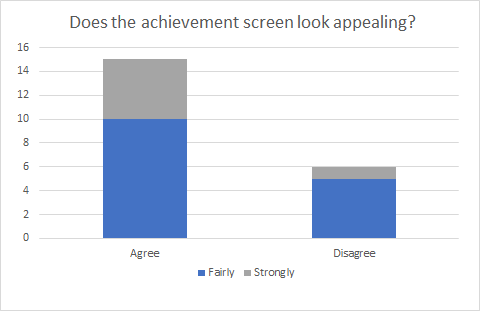 Does the achievement screen look appealing?
16
14
12
10
8
6
4
2
0
Agree
Disagree
Fairly
Strongly